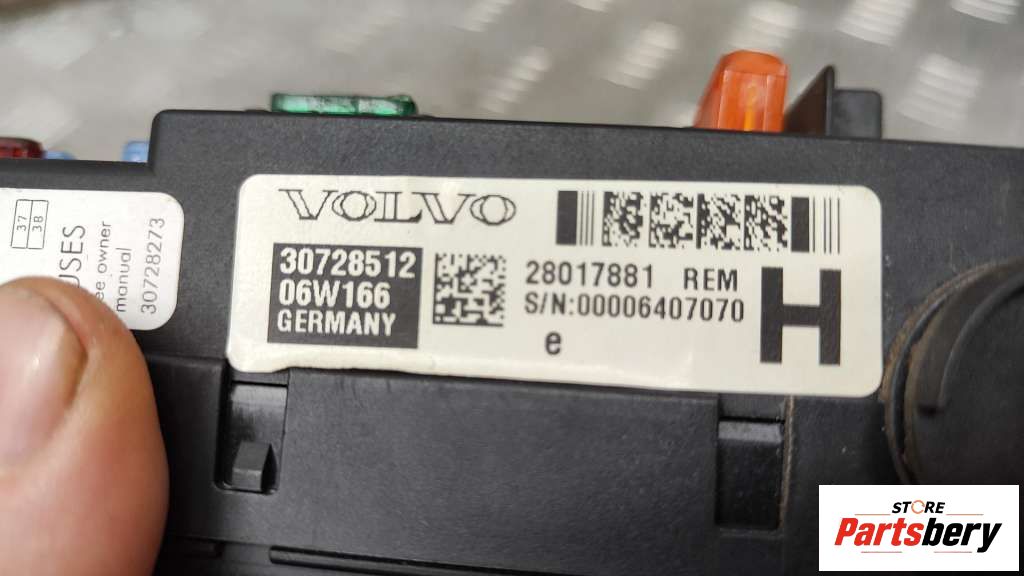 37
38
USES
ee owner
manual
30728273
VOLVO
30728512
06W166
GERMANY
28017881 REM
S/N:00006407070
e
H
STORE
Partsbery